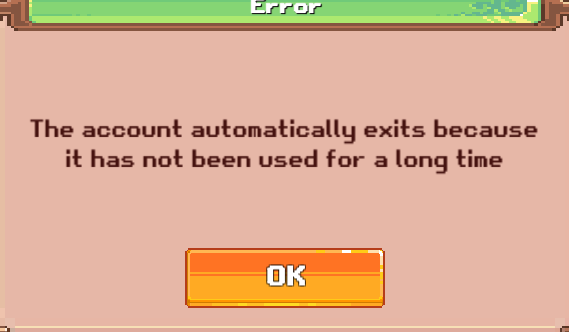 Error
The account automatically exits because
it has not been used for a long time
OK